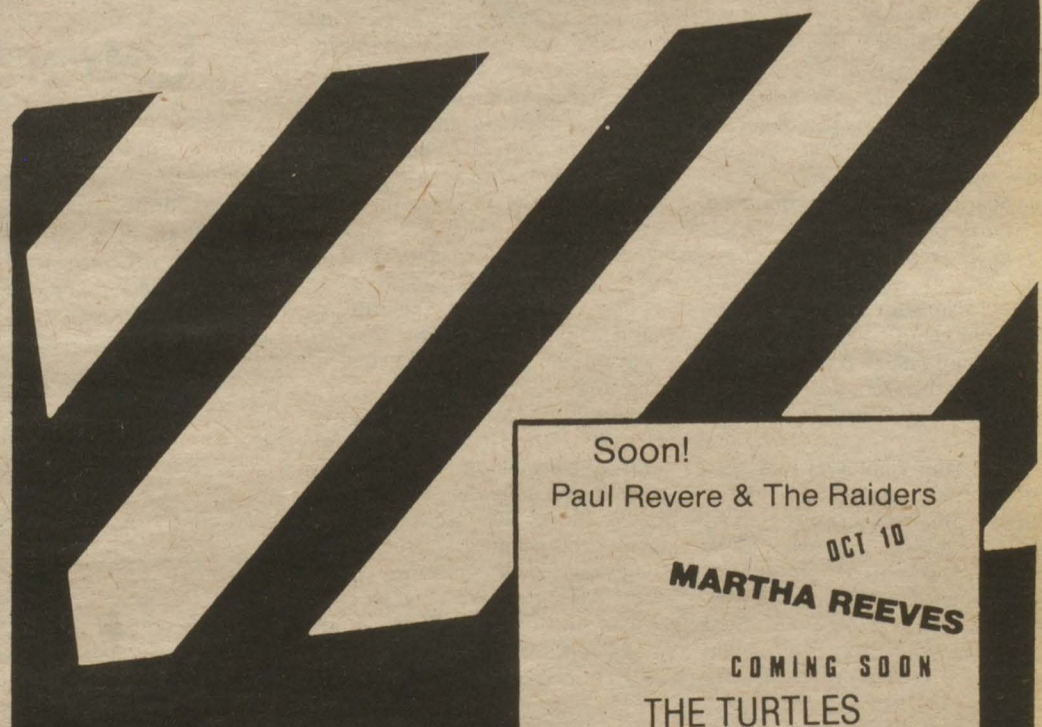 Soon!
Paul Revere & The Raiders
OCT 10
MARTHA REEVES
COMING SOON
THE TURTLES